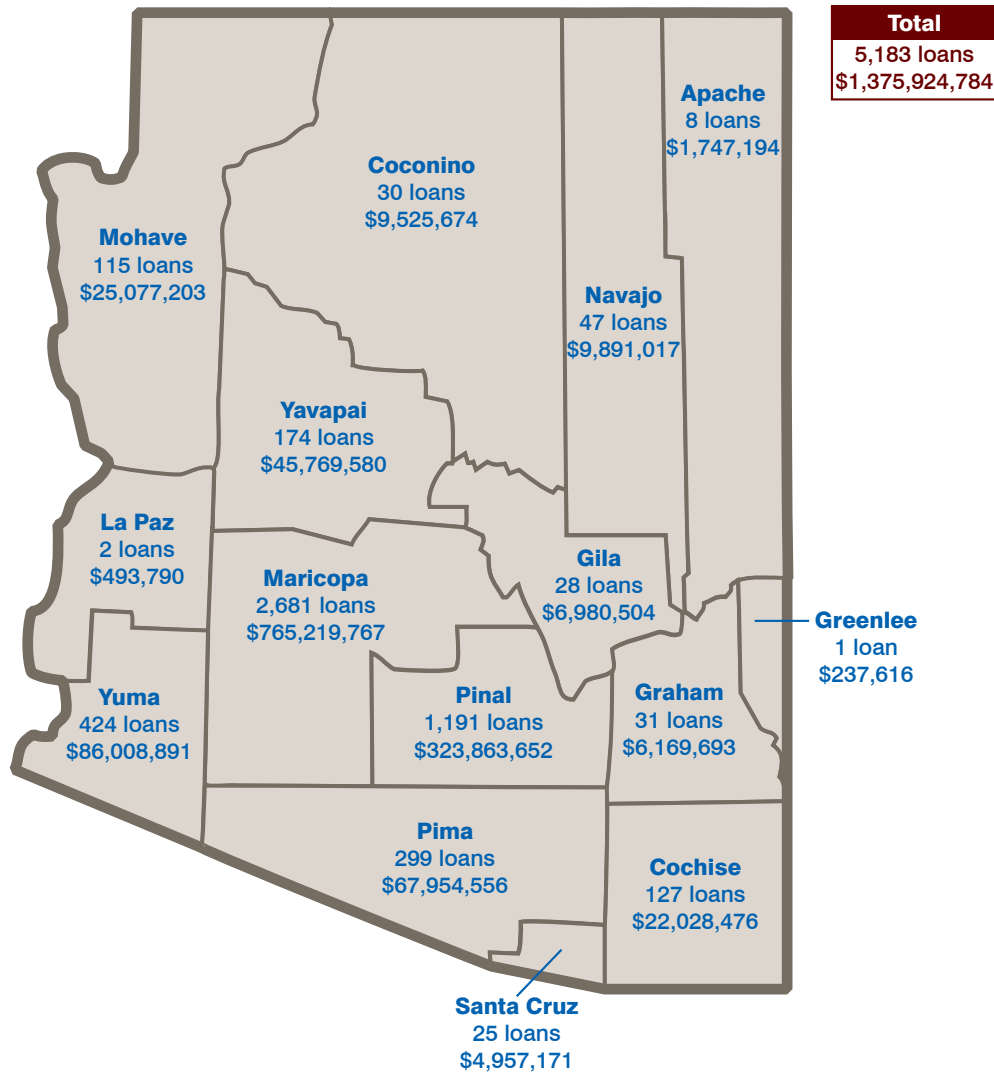 Total
5,183 loans
$1,375,924,784
Apache
8 loans
$1,747,194
Coconino
30 loans
$9,525,674
Mohave
115 loans
$25,077,203
Navajo
47 loans
$9,891,017
Yavapai
174 loans
$45,769,580
La Paz
2 loans
$493,790
Maricopa
2,681 loans
$765,219,767
Gila
28 loans
$6,980,504
Greenlee
1 loan
$237,616
Yuma
424 loans
$86,008,891
Pinal
1,191 loans
$323,863,652
Graham
31 loans
$6,169,693
Pima
299 loans
$67,954,556
Cochise
127 loans
$22,028,476
Santa Cruz
25 loans
$4,957,171